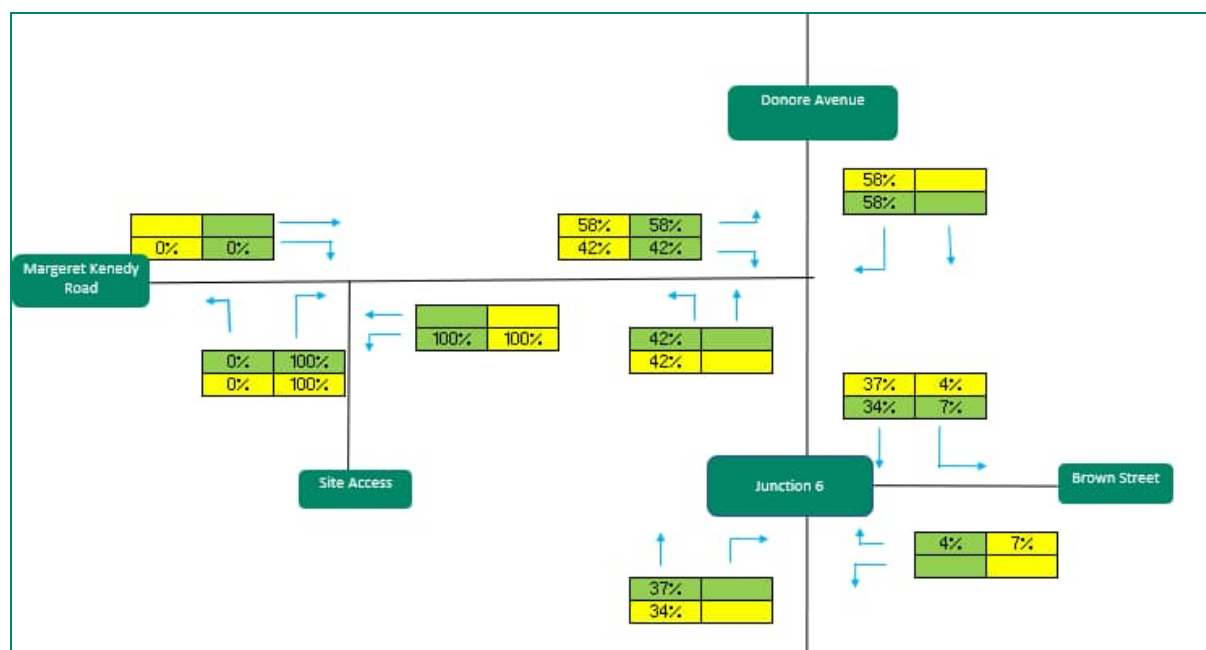 Donore Avenue
58%
58%
58% 58%
42% 42%
0% 0%
Margeret Kenedy
Road
100% 100%
0% 100%
0% 100%
42%
42%
37% 4%
34% 7%
Site Access
Junction 6
Brown Street
4% 7%
37%
34%